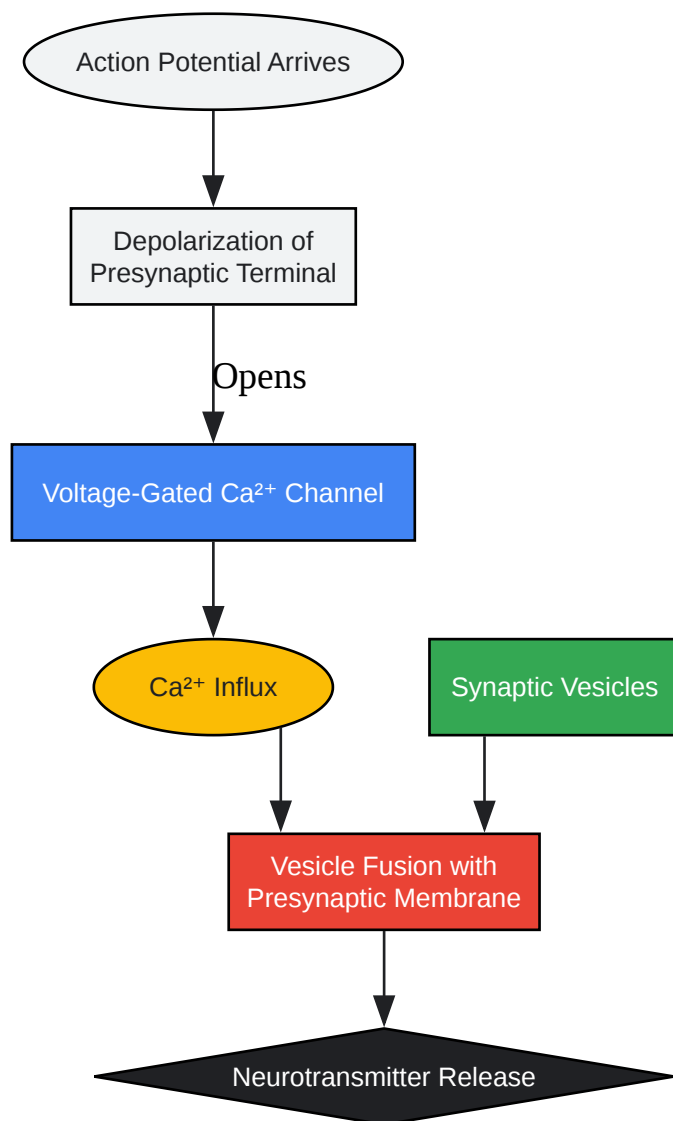 Action Potential Arrives
Depolarization of
Presynaptic Terminal
Opens
Voltage-Gated Ca²⁺ Channel
Ca²⁺ Influx
Synaptic Vesicles
Vesicle Fusion with
Presynaptic Membrane
Neurotransmitter Release